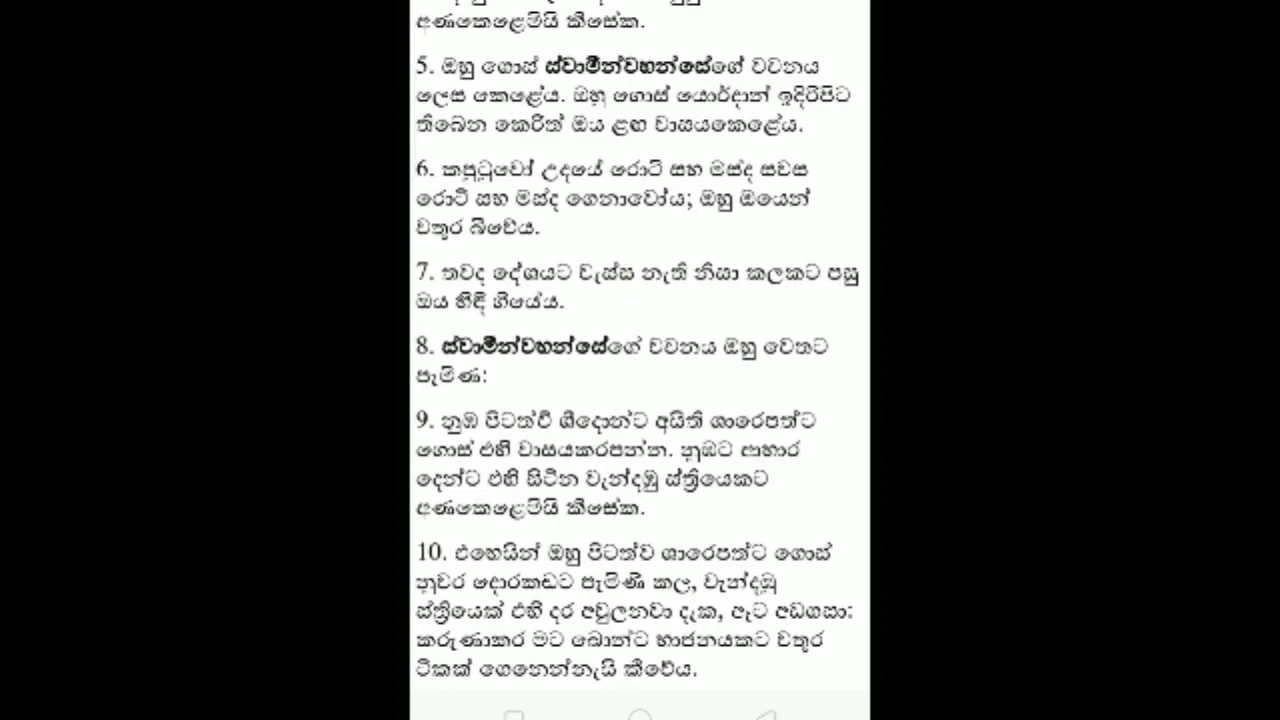 අණකෙළෙමියි කීසේක.
5. ඔහු ගොස් ස්වාමීන්වහන්සේගේ වචනය
ලෙස කෙළේය. ඔහු ගොස් යොර්දාන් ඉදිරිපිට
තිබෙන කෙරිත් ඔය ළඟ වාසයකෙළේය.
6. කපුටුවෝ උදයේ රොටි සහ මස්ද සවස
රොටි සහ මස්ද ගෙනාවෝය; ඔහු ඔයෙන්
වතුර බීවේය.
7. තවද දේශයට වැස්ස නැති නිසා කලකට පසු
ඔය හිඳී ගියේය.
8. ස්වාමීන්වහන්සේගේ වචනය ඔහු වෙතට
පැමිණ:
9. නුඹ පිටත්වී ශීදොන්ට අයිති ශාරෙපත්ට
ගොස් එහි වාසයකරපන්න. නුඹට ආහාර
දෙන්ට එහි සිටින වැන්දඹු ස්ත්‍රියෙකට
අණකෙළෙමියි කීසේක.
10. එහෙයින් ඔහු පිටත්ව ශාරෙපත්ට ගොස්
නුවර දොරකඩට පැමිණි කල, වැන්දඹු
ස්ත්‍රියෙක් එහි දර අවුලනවා දැක, ඈට අඩගසා:
කරුණාකර මට බොන්ට භාජනයකට වතුර
ටිකක් ගෙනෙන්නැයි කීවේය.